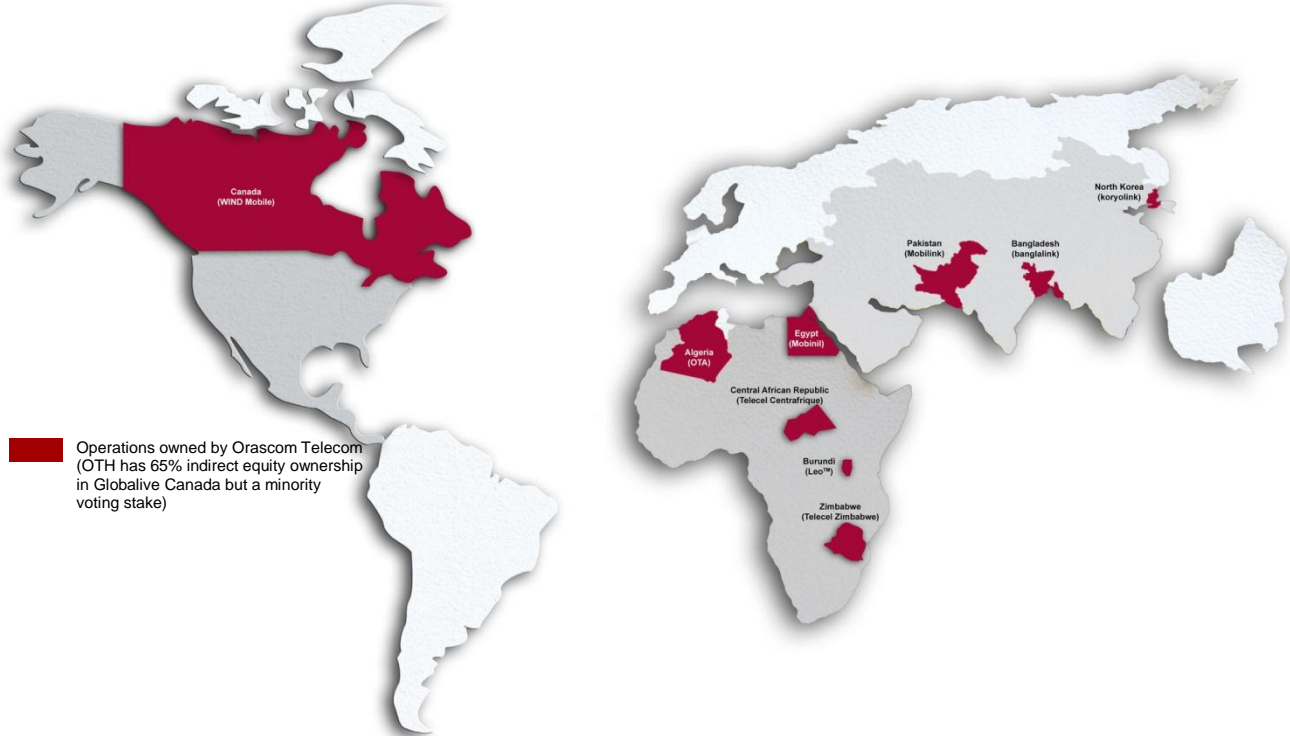 Canada
(WIND Mobile)
North Korea
(koryolink)
Pakistan
(Mobilink)
Bangladesh
(banglalink)
Egypt
(Mobinil)
Algeria
(OTA)
Central African Republic
(Telecel Centrafrique)
Burundi
(Leo™)
Zimbabwe
(Telecel Zimbabwe)
Operations owned by Orascom Telecom
(OTH has 65% indirect equity ownership
in Globalive Canada but a minority
voting stake)